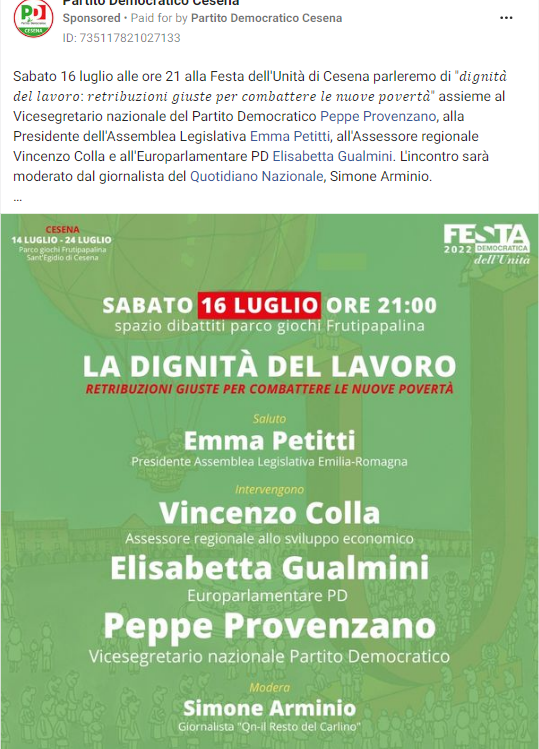 Partito Democratico Cesena
Sponsored • Paid for by Partito Democratico Cesena
ID: 735117821027133
Sabato 16 luglio alle ore 21 alla Festa dell'Unità di Cesena parleremo di "dignità
del lavoro: retribuzioni giuste per combattere le nuove povertà" assieme al
Vicesegretario nazionale del Partito Democratico Peppe Provenzano, alla
Presidente dell'Assemblea Legislativa Emma Petitti, all'Assessore regionale
Vincenzo Colla e all'Europarlamentare PD Elisabetta Gualmini. L'incontro sarà
moderato dal giornalista del Quotidiano Nazionale, Simone Arminio.
...
PD
CESENA
CESENA
14 LUGLIO - 24 LUGLIO
Parco giochi Frutipapalina
Sant'Egidio di Cesena
FESTA
2022 DEMOCRATICA
dell'Unità
SABATO 16 LUGLIO ORE 21:00
spazio dibattiti parco giochi Frutipapalina
LA DIGNITÀ DEL LAVORO
RETRIBUZIONI GIUSTE PER COMBATTERE LE NUOVE POVERTÀ
Saluto
Emma Petitti
Presidente Assemblea Legislativa Emilia-Romagna
Intervengono
Vincenzo Colla
Assessore regionale allo sviluppo economico
Elisabetta Gualmini
Europarlamentare PD
Peppe Provenzano
Vicesegretario nazionale Partito Democratico
Modera
Simone Arminio
Giornalista "Qn-il Resto del Carlino"